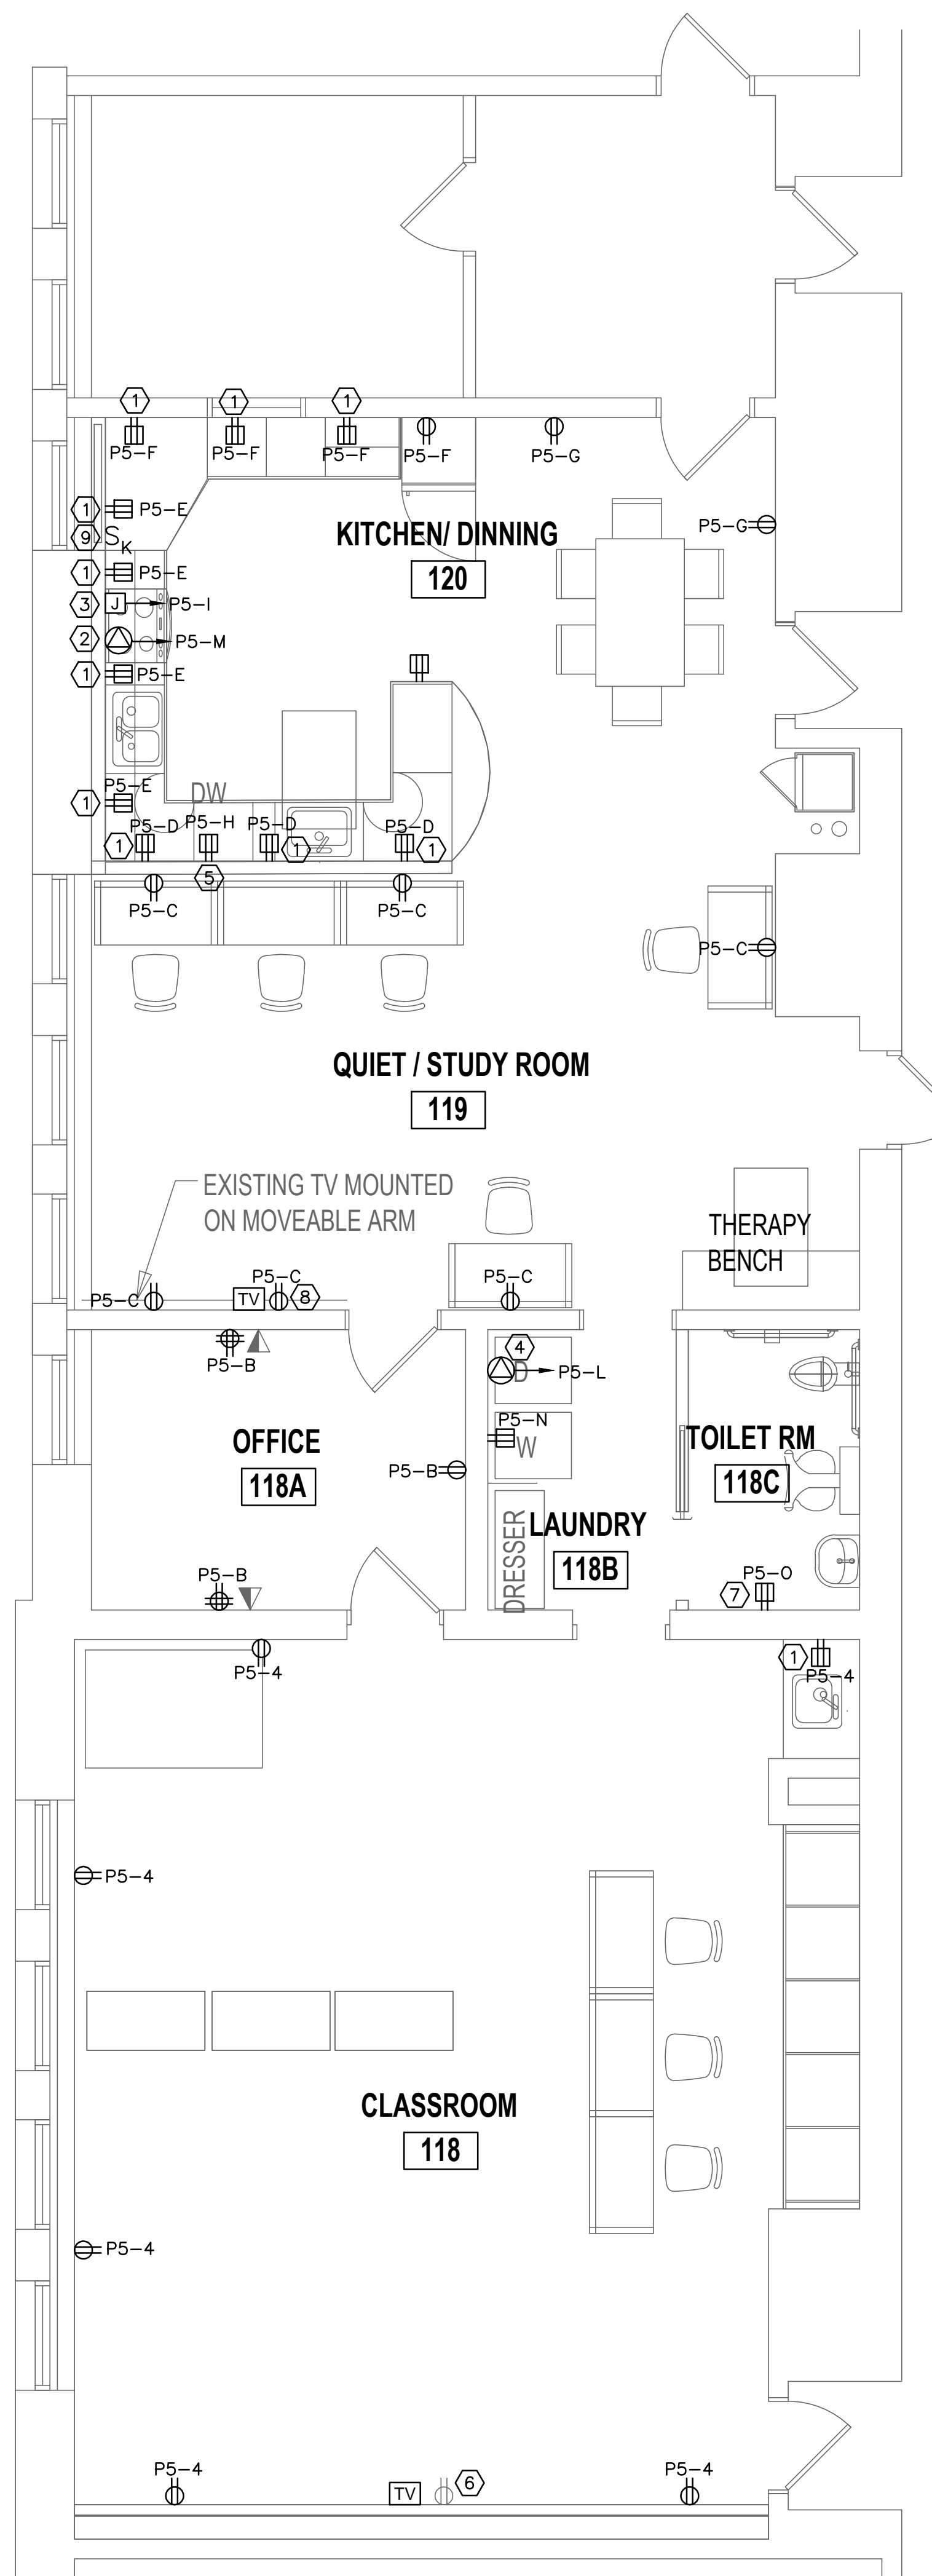 1 1 1
P5-F P5-F P5-F P5-F P5-G
1 P5-E
P5-G
KITCHEN/ DINNING
120
9 SK
1 P5-E
3 J P5-I
2 P5-M
1 P5-E
P5-E
DW
1
P5-D P5-H P5-D P5-D
1 1 1
5
P5-C P5-C
P5-C
QUIET / STUDY ROOM
119
EXISTING TV MOUNTED
ON MOVEABLE ARM
THERAPY
BENCH
P5-C P5-C
P5-C TV 8
4
P5-B
D P5-L
P5-N
W
OFFICE
118A
P5-B
TOILET RM
118C
DRESSER
LAUNDRY
118B
P5-B
P5-O
7
P5-4
1
P5-4
P5-4
CLASSROOM
118
P5-4
P5-4 P5-4
TV 6